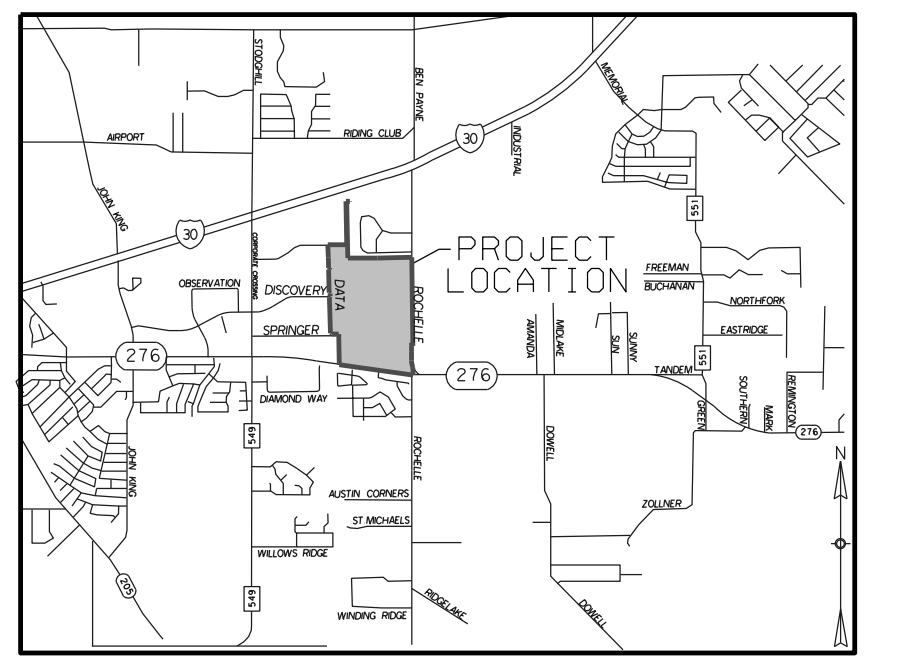 STODGHILL
BEN PAYNE
MEMORIAL
AIRPORT
RIDING CLUB
30
INDUSTRIAL
JOHN KING
551
30
CORPORATE CROSSING
PROJECT
LOCATION
FREEMAN
OBSERVATION
DISCOVERY
DATA
ROCHELLE
BUCHANAN
NORTHFORK
SPRINGER
AMANDA
MIDLAKE
SUN
SUNNY
EASTRIDGE
276
551
276
TANDEM
DIAMOND WAY
GREEN
SOUTHERN
MARK
REMINGTON
276
549
DOWELL
N
JOHN KING
ROCHELLE
AUSTIN CORNERS
ZOLLNER
ST MICHAELS
WILLOWS RIDGE
205
549
RIDGELAKE
DOWELL
WINDING RIDGE